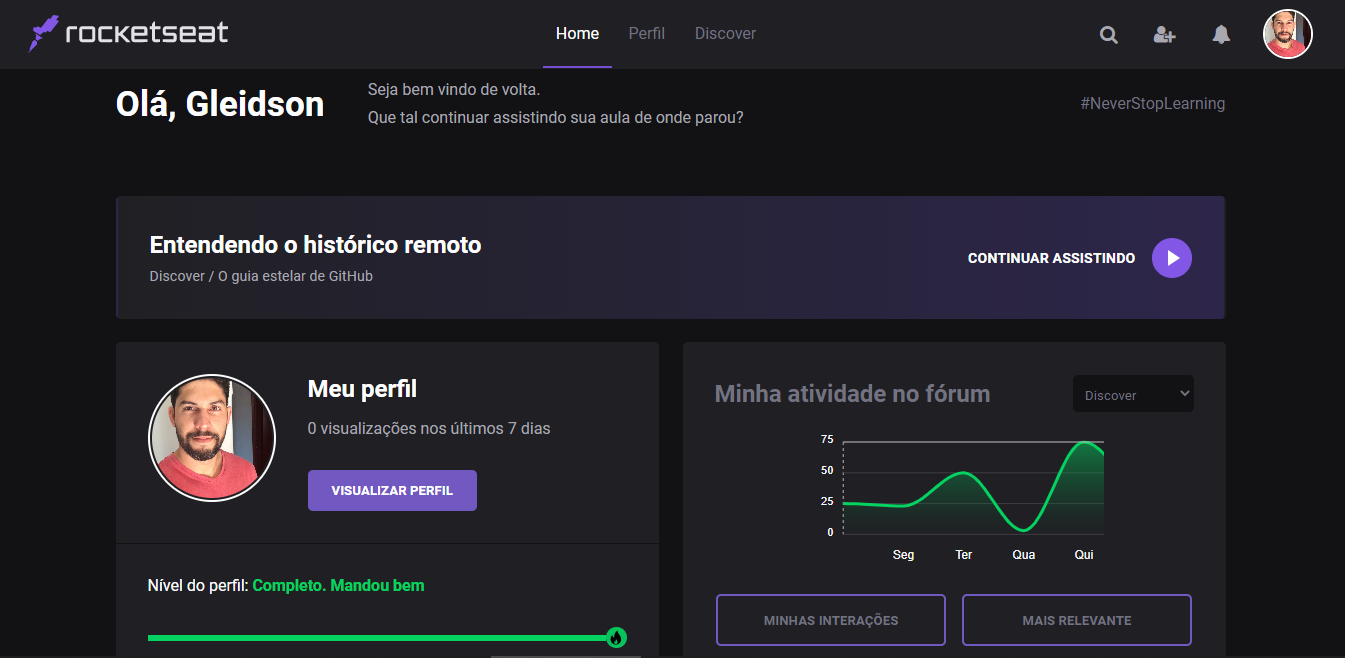 rocketseat
Home
Perfil
Discover
Olá, Gleidson
Seja bem vindo de volta.
Que tal continuar assistindo sua aula de onde parou?
#NeverStopLearning
Entendendo o histórico remoto
Discover / O guia estelar de GitHub
CONTINUAR ASSISTINDO
Meu perfil
0 visualizações nos últimos 7 dias
VISUALIZAR PERFIL
Nível do perfil: Completo. Mandou bem
Minha atividade no fórum
Discover
75
50
25
0
Seg Ter Qua Qui
MINHAS INTERAÇÕES
MAIS RELEVANTE